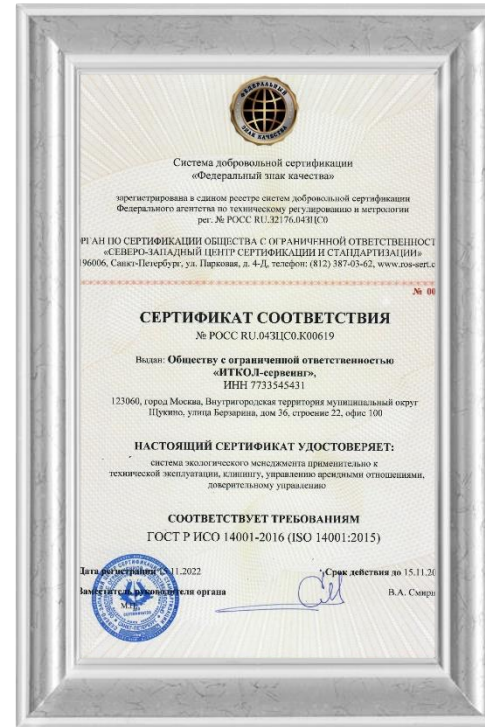 ФЕДЕРАЛЬНЫЙ
ЗНАК КАЧЕСТВА
Система добровольной сертификации
«Федеральный знак качества»
зарегистрирована в едином реестре систем добровольной сертификации
Федерального агентства по техническому регулированию и метрологии
рег. № РОСС RU.32176.04ЗЦС0
РГАН ПО СЕРТИФИКАЦИИ ОБЩЕСТВА С ОГРАНИЧЕННОЙ ОТВЕТСТВЕННОСТ
«СЕВЕРО-ЗАПАДНЫЙ ЦЕНТР СЕРТИФИКАЦИИ И СТАНДАРТИЗАЦИИ»
196006, Санкт-Петербург, ул. Парковая, д. 4-Д, телефон: (812) 387-03-62, www.ros-sert.c
№ 00
СЕРТИФИКАТ СООТВЕТСТВИЯ
№ РОСС RU.04ЗЦС0.К00619
Выдан: Обществу с ограниченной ответственностью
«ИТКОЛ-сервеинг»,
ИНН 7733545431
123060, город Москва, Внутригородская территория муниципальный округ
Щукино, улица Берзарина, дом 36, строение 22, офис 100
НАСТОЯЩИЙ СЕРТИФИКАТ УДОСТОВЕРЯЕТ:
система экологического менеджмента применительно к
технической эксплуатации, клинингу, управлению арендными отношениями,
доверительному управлению
СООТВЕТСТВУЕТ ТРЕБОВАНИЯМ
ГОСТ Р ИСО 14001-2016 (ISO 14001:2015)
Дата регистрации 15.11.2022 Срок действия до 15.11.20
Заместитель руководителя органа В.А. Смирн
М.П.